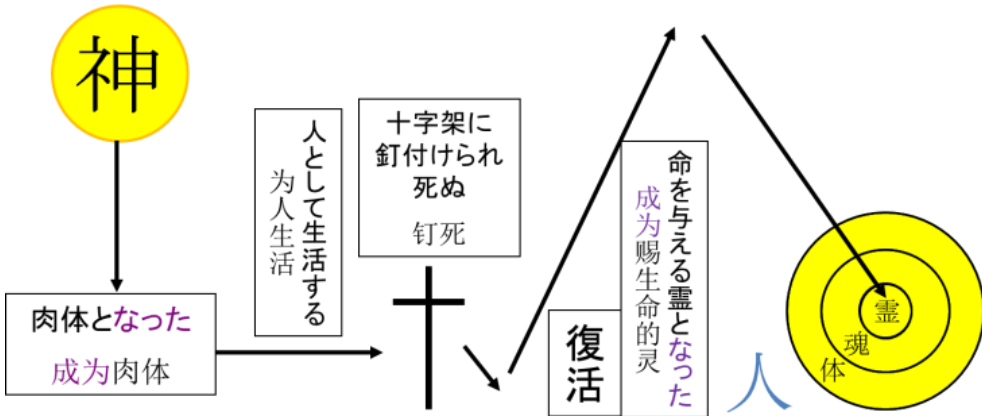 神
肉体となった
成为肉体
人として生活する
为人生活
十字架に
釘付けられ
死ぬ
钉死
復活
命を与える霊となった
成为赐生命的灵
人
霊
魂
体